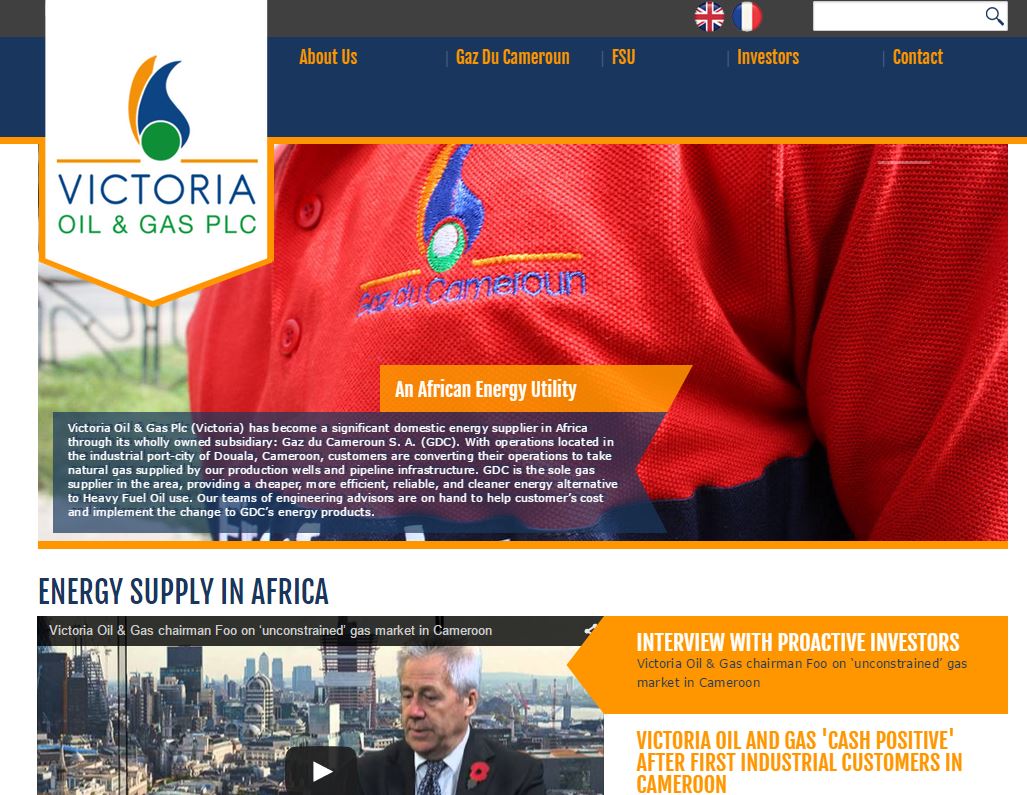 About Us
Gaz Du Cameroun
FSU
Investors
Contact
VICTORIA
OIL & GAS PLC
Gaz du Cameroun
An African Energy Utility
Victoria Oil & Gas Plc (Victoria) has become a significant domestic energy supplier in Africa
through its wholly owned subsidiary: Gaz du Cameroun S. A. (GDC). With operations located in
the industrial port-city of Douala, Cameroon, customers are converting their operations to take
natural gas supplied by our production wells and pipeline infrastructure. GDC is the sole gas
supplier in the area, providing a cheaper, more efficient, reliable, and cleaner energy alternative
to Heavy Fuel Oil use. Our teams of engineering advisors are on hand to help customer’s cost
and implement the change to GDC’s energy products.
ENERGY SUPPLY IN AFRICA
Victoria Oil & Gas chairman Foo on ‘unconstrained’ gas market in Cameroon
INTERVIEW WITH PROACTIVE INVESTORS
Victoria Oil & Gas chairman Foo on ‘unconstrained’ gas
market in Cameroon
VICTORIA OIL AND GAS 'CASH POSITIVE'
AFTER FIRST INDUSTRIAL CUSTOMERS IN
CAMEROON